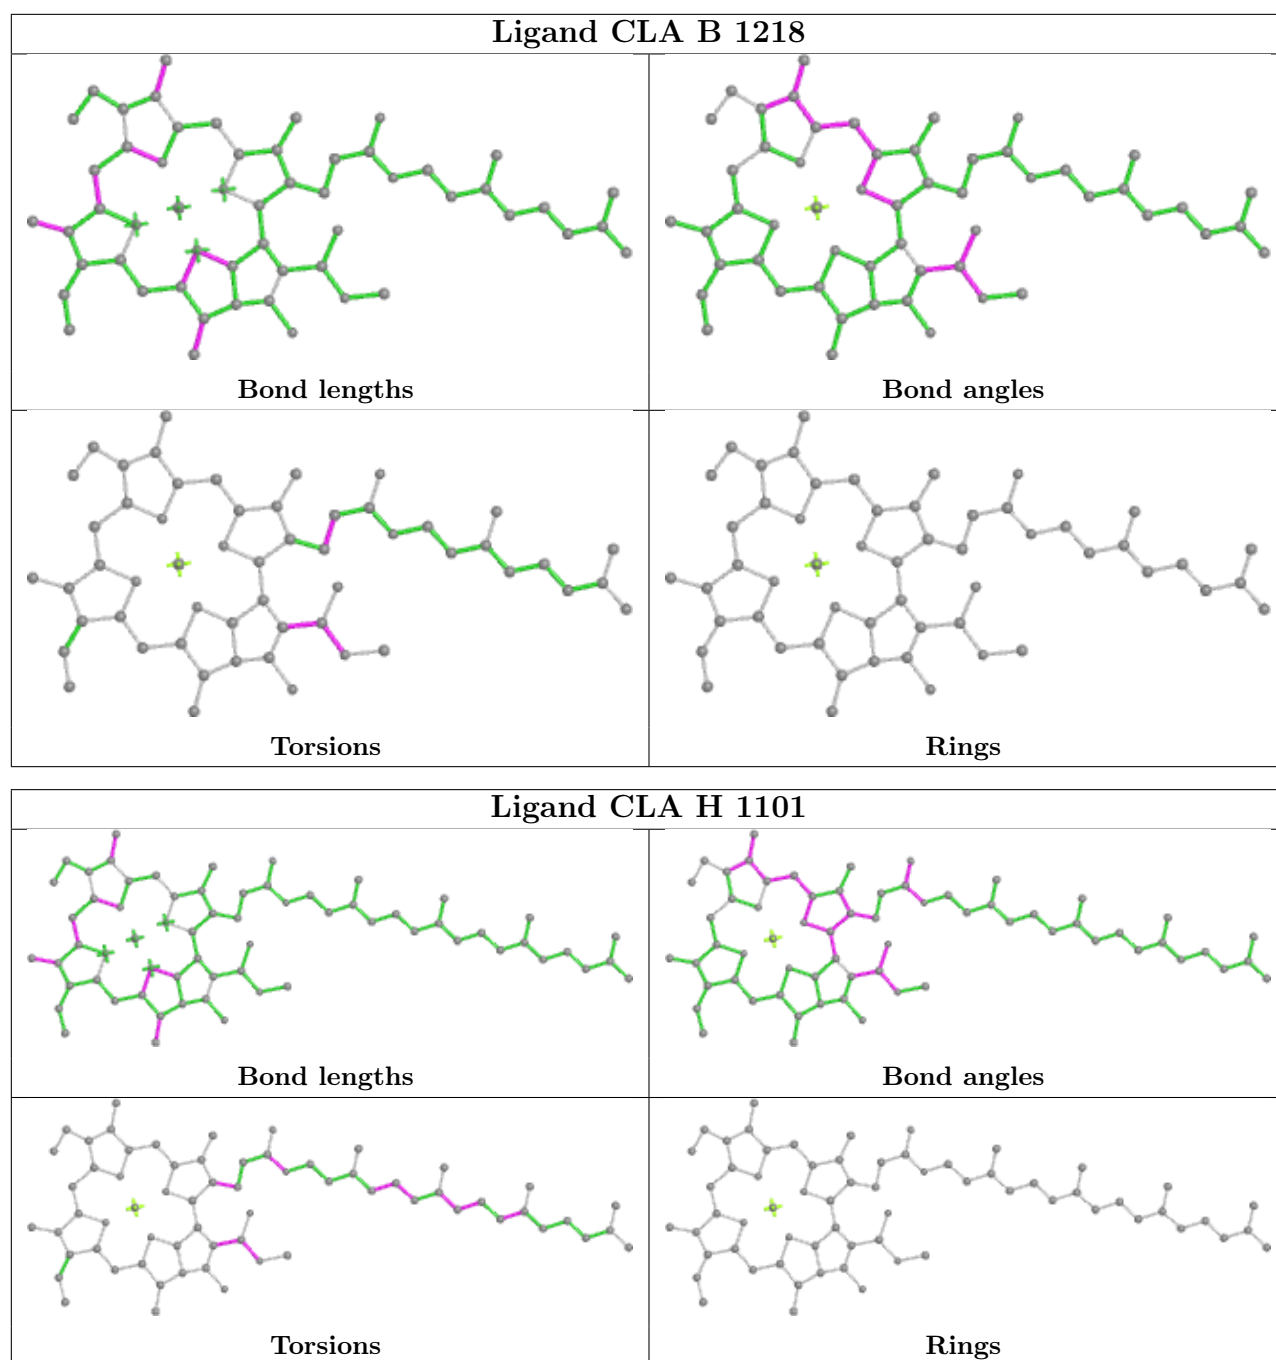 Ligand CLA B 1218
Bond lengths
Bond angles
Torsions
Rings
Ligand CLA H 1101
Bond lengths
Bond angles
Torsions
Rings